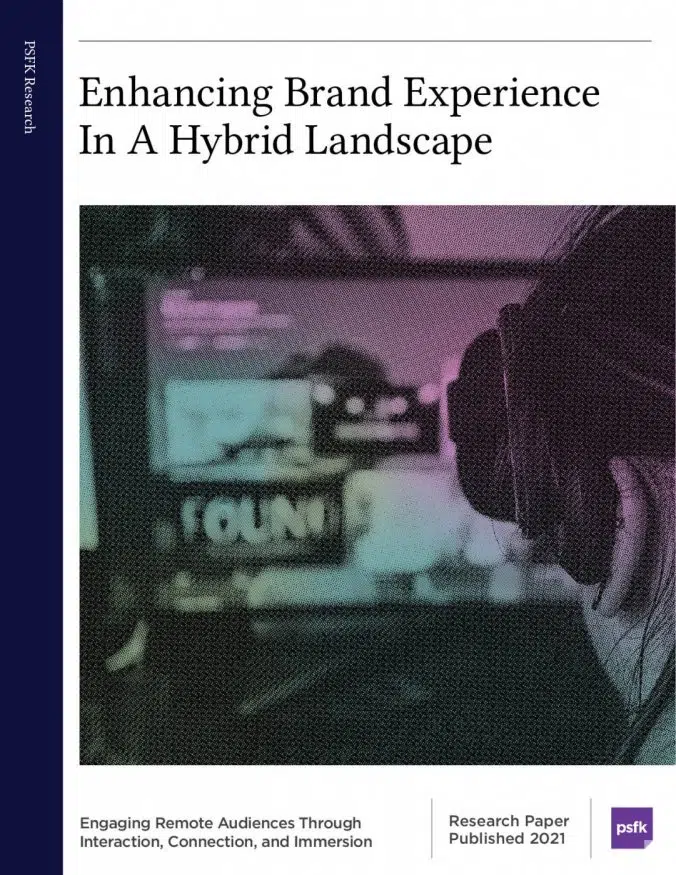 PSFK Research
Enhancing Brand Experience
In A Hybrid Landscape
Engaging Remote Audiences Through
Interaction, Connection, and Immersion
Research Paper
Published 2021
psfk